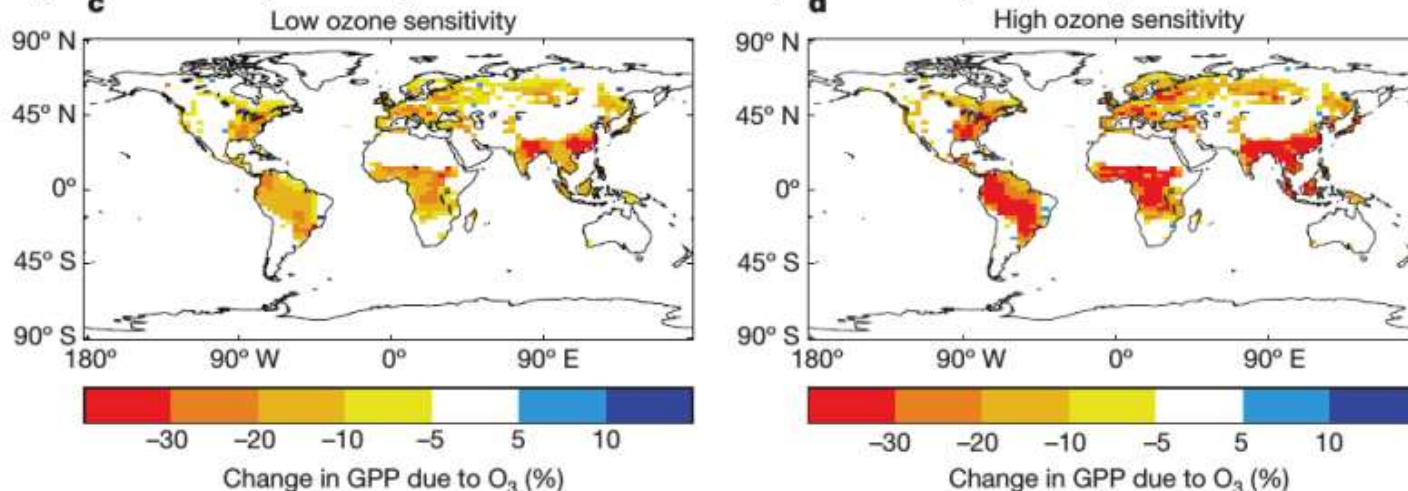 c
Low ozone sensitivity
90° N
45° N
0°
45° S
90° S
180°
90° W
0°
90° E
–30
–20
–10
–5
5
10
Change in GPP due to O₃ (%)
d
High ozone sensitivity
90° N
45° N
0°
45° S
90° S
180°
90° W
0°
90° E
–30
–20
–10
–5
5
10
Change in GPP due to O₃ (%)